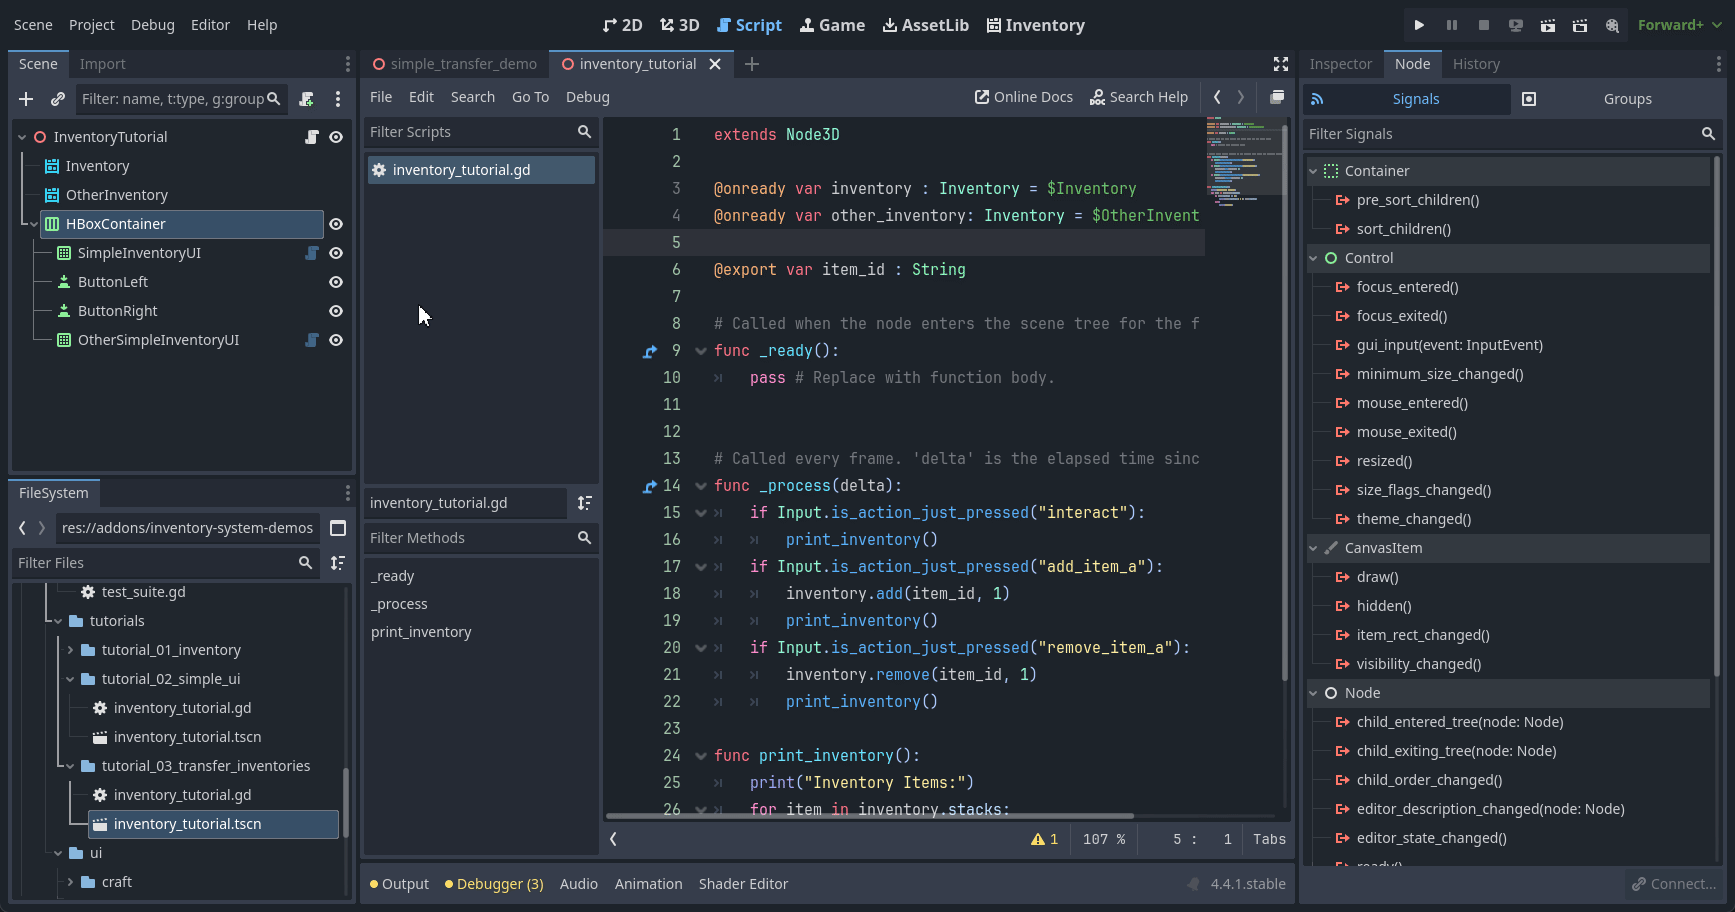 Scene Project Debug Editor Help
2D 3D Script Game AssetLib Inventory
Forward+
Scene Import
Filter: name, t:type, g:group
InventoryTutorial
Inventory
OtherInventory
HBoxContainer
SimpleInventoryUI
ButtonLeft
ButtonRight
OtherSimpleInventoryUI
FileSystem
res://addons/inventory-system-demos
Filter Files
test_suite.gd
tutorials
tutorial_01_inventory
tutorial_02_simple_ui
inventory_tutorial.gd
inventory_tutorial.tscn
tutorial_03_transfer_inventories
inventory_tutorial.gd
inventory_tutorial.tscn
ui
craft
simple_transfer_demo inventory_tutorial
File Edit Search Go To Debug Online Docs Search Help
Filter Scripts
inventory_tutorial.gd
inventory_tutorial.gd
Filter Methods
_ready
_process
print_inventory
1 extends Node3D
2
3 @onready var inventory : Inventory = $Inventory
4 @onready var other_inventory: Inventory = $OtherInvent
5
6 @export var item_id : String
7
8 # Called when the node enters the scene tree for the f
9 func _ready():
10 pass # Replace with function body.
11
12
13 # Called every frame. 'delta' is the elapsed time sinc
14 func _process(delta):
15 if Input.is_action_just_pressed("interact"):
16 print_inventory()
17 if Input.is_action_just_pressed("add_item_a"):
18 inventory.add(item_id, 1)
19 print_inventory()
20 if Input.is_action_just_pressed("remove_item_a"):
21 inventory.remove(item_id, 1)
22 print_inventory()
23
24 func print_inventory():
25 print("Inventory Items:")
26 for item in inventory.stacks:
1 107 % 5 : 1 Tabs
Output Debugger (3) Audio Animation Shader Editor 4.4.1.stable
Inspector Node History
Signals Groups
Filter Signals
Container
pre_sort_children()
sort_children()
Control
focus_entered()
focus_exited()
gui_input(event: InputEvent)
minimum_size_changed()
mouse_entered()
mouse_exited()
resized()
size_flags_changed()
theme_changed()
CanvasItem
draw()
hidden()
item_rect_changed()
visibility_changed()
Node
child_entered_tree(node: Node)
child_exiting_tree(node: Node)
child_order_changed()
editor_description_changed(node: Node)
editor_state_changed()
ready()
Connect...